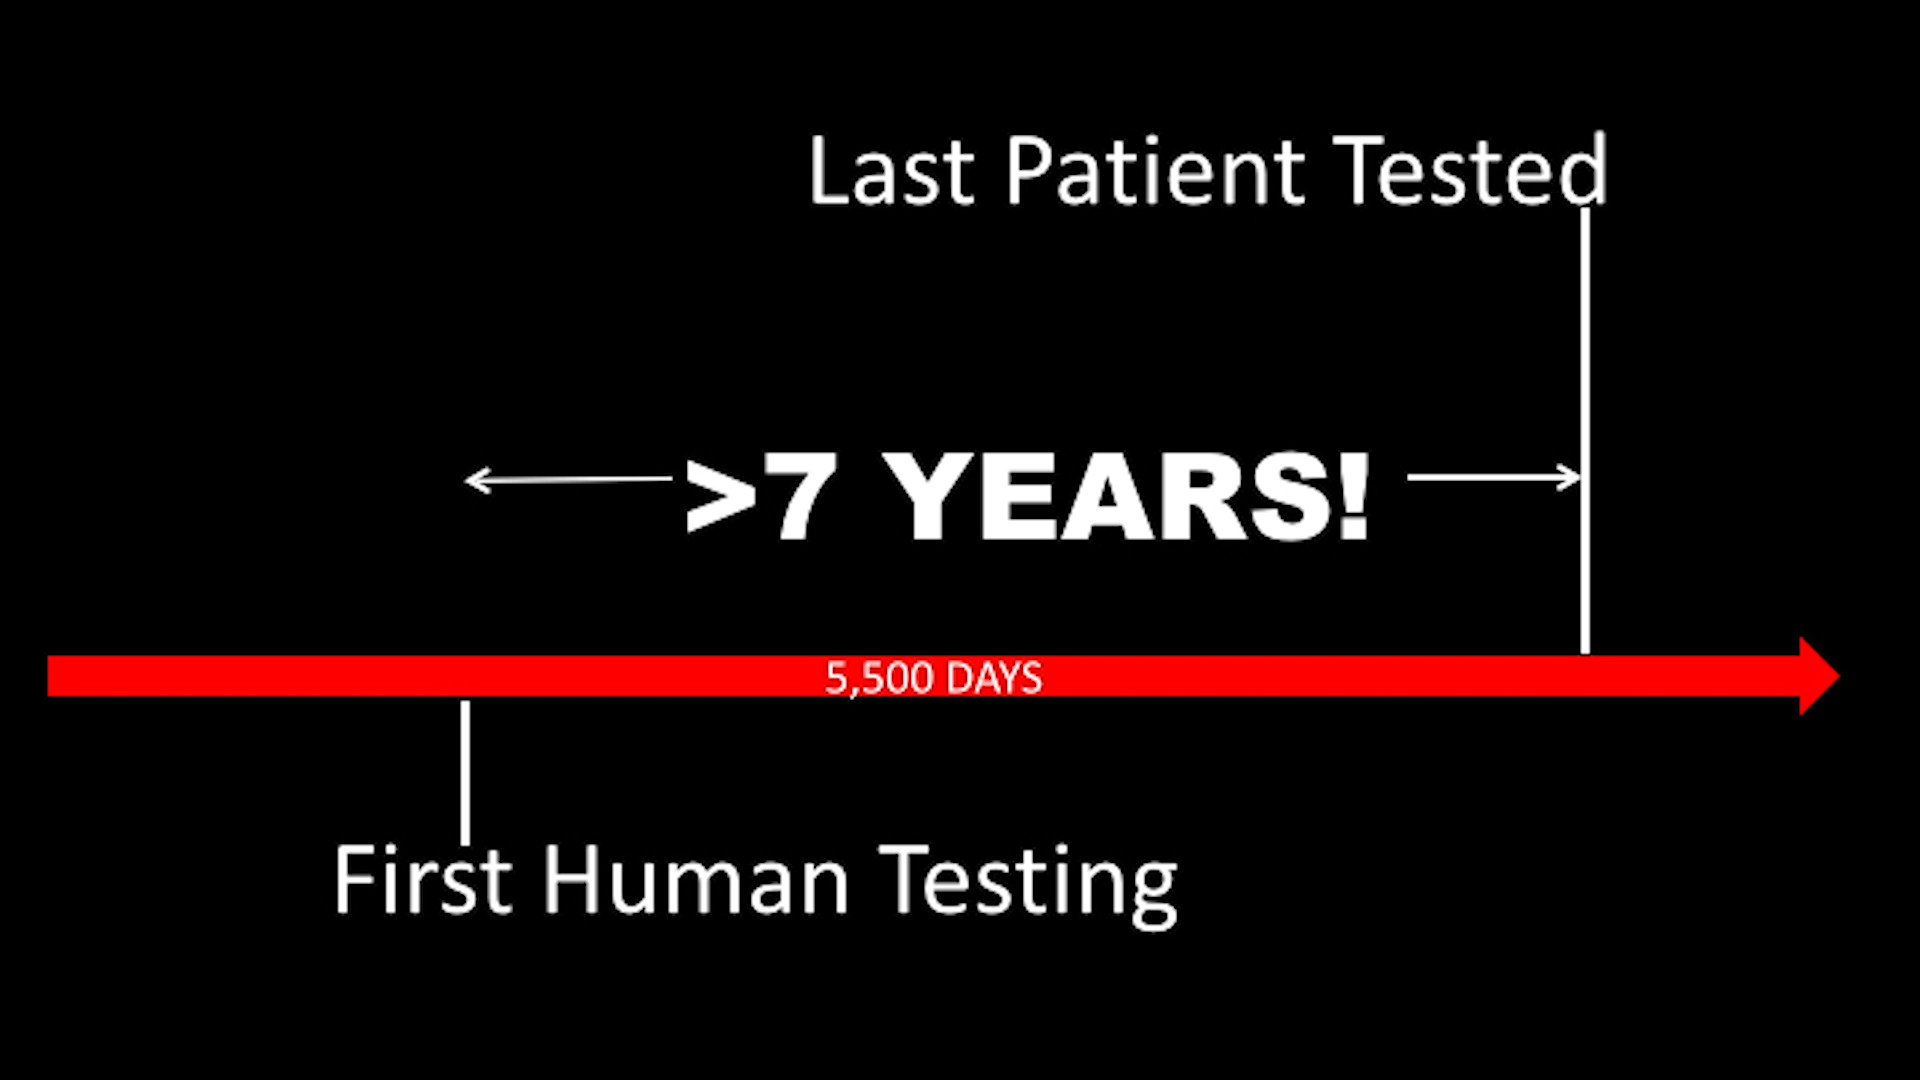 Last Patient Tested
>7 YEARS!
5,500 DAYS
First Human Testing